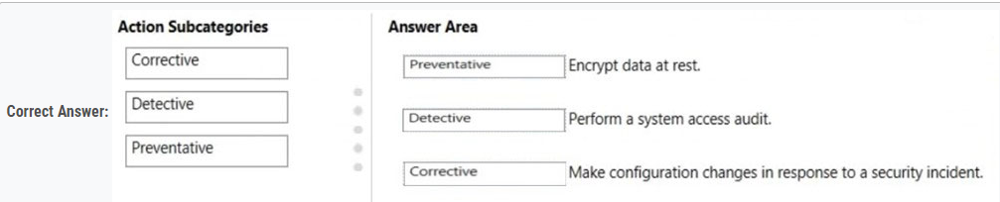 Action Subcategories
Answer Area
Corrective
Preventative
Encrypt data at rest.
Correct Answer:
Detective
Detective
Perform a system access audit.
Preventative
Corrective
Make configuration changes in response to a security incident.